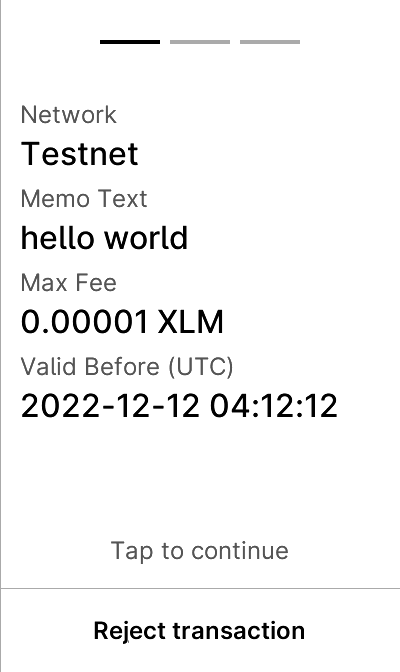 Network
Testnet
Memo Text
hello world
Max Fee
0.00001 XLM
Valid Before (UTC)
2022-12-12 04:12:12
Tap to continue
Reject transaction